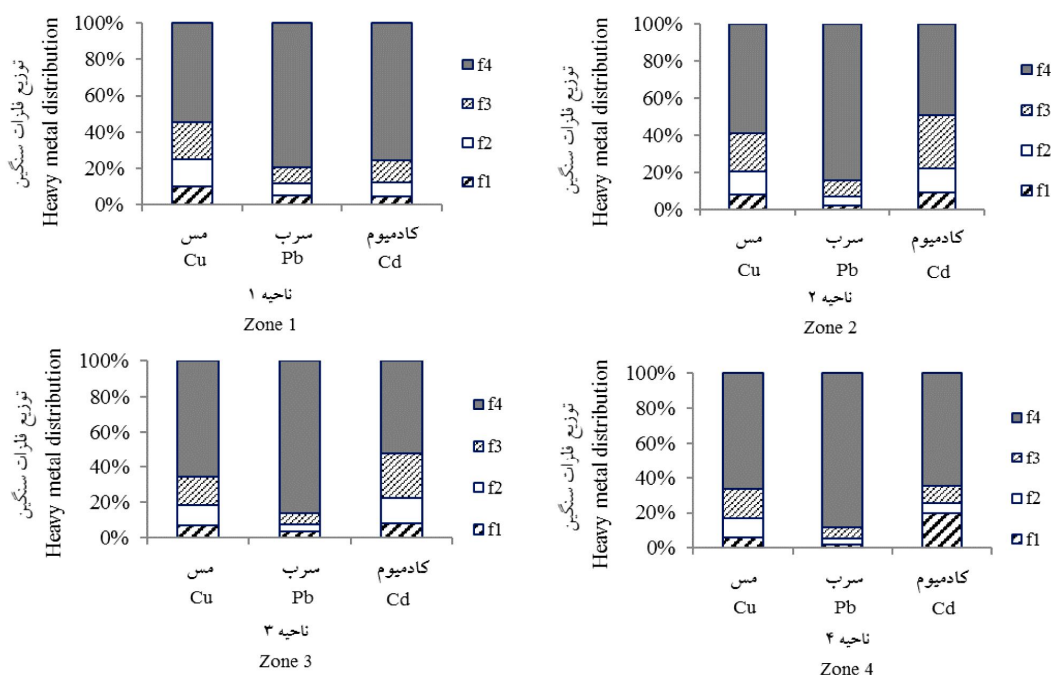 توزیع فلزات سنگین
Heavy metal distribution
100%
80%
60%
40%
20%
0%
مس
Cu
سرب
Pb
کادمیوم
Cd
f4
f3
f2
f1
ناحیه ۱
Zone 1
توزیع فلزات سنگین
Heavy metal distribution
100%
80%
60%
40%
20%
0%
مس
Cu
سرب
Pb
کادمیوم
Cd
f4
f3
f2
f1
ناحیه ۲
Zone 2
توزیع فلزات سنگین
Heavy metal distribution
100%
80%
60%
40%
20%
0%
مس
Cu
سرب
Pb
کادمیوم
Cd
f4
f3
f2
f1
ناحیه ۳
Zone 3
توزیع فلزات سنگین
Heavy metal distribution
100%
80%
60%
40%
20%
0%
مس
Cu
سرب
Pb
کادمیوم
Cd
f4
f3
f2
f1
ناحیه ۴
Zone 4